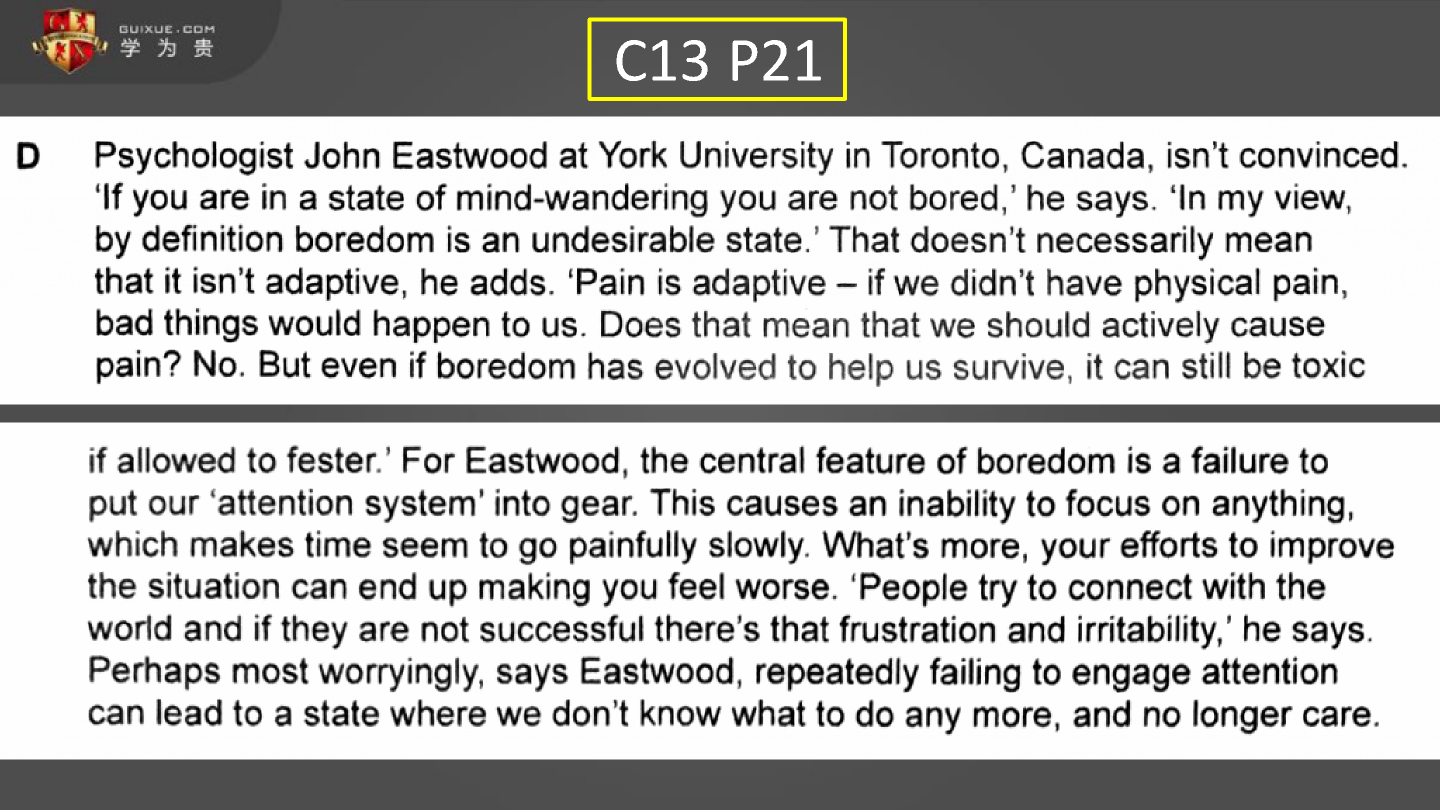 GUIXUE.COM
学为贵
C13 P21
D Psychologist John Eastwood at York University in Toronto, Canada, isn't convinced.
‘If you are in a state of mind-wandering you are not bored,’ he says. ‘In my view,
by definition boredom is an undesirable state.’ That doesn't necessarily mean
that it isn't adaptive, he adds. ‘Pain is adaptive – if we didn't have physical pain,
bad things would happen to us. Does that mean that we should actively cause
pain? No. But even if boredom has evolved to help us survive, it can still be toxic
if allowed to fester.’ For Eastwood, the central feature of boredom is a failure to
put our ‘attention system’ into gear. This causes an inability to focus on anything,
which makes time seem to go painfully slowly. What's more, your efforts to improve
the situation can end up making you feel worse. ‘People try to connect with the
world and if they are not successful there's that frustration and irritability,’ he says.
Perhaps most worryingly, says Eastwood, repeatedly failing to engage attention
can lead to a state where we don't know what to do any more, and no longer care.